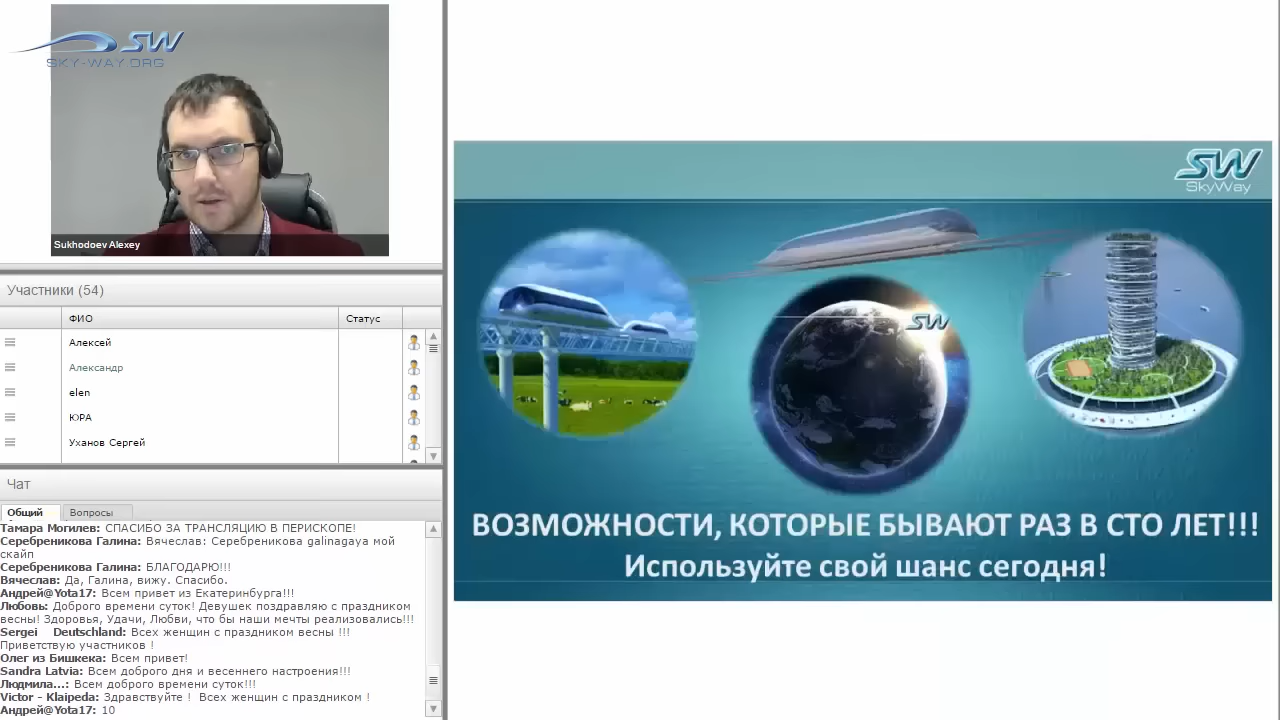 SW
SKY-WAY.ORG
Sukhodoev Alexey
Участники (54)
ФИО
Статус
Алексей
Александр
elen
ЮРА
Уханов Сергей
Чат
Общий
Вопросы
Тамара Могилев: СПАСИБО ЗА ТРАНСЛЯЦИЮ В ПЕРИСКОПЕ!
Серебреникова Галина: Вячеслав: Серебреникова galinagaya мой
скайп
Серебреникова Галина: БЛАГОДАРЮ!!!
Вячеслав: Да, Галина, вижу. Спасибо.
Андрей@Yota17: Всем привет из Екатеринбурга!!!
Любовь: Доброго времени суток! Девушек поздравляю с праздником
весны! Здоровья, Удачи, Любви, что бы наши мечты реализовались!!!
Sergei Deutschland: Всех женщин с праздником весны !!!
Приветствую участников !
Олег из Бишкека: Всем привет!
Sandra Latvia: Всем доброго дня и весеннего настроения!!!
Людмила...: Всем доброго времени суток!!!
Victor - Klaipeda: Здравствуйте ! Всех женщин с праздником !
Андрей@Yota17: 10
SW
SkyWay
SW
ВОЗМОЖНОСТИ, КОТОРЫЕ БЫВАЮТ РАЗ В СТО ЛЕТ!!!
Используйте свой шанс сегодня!